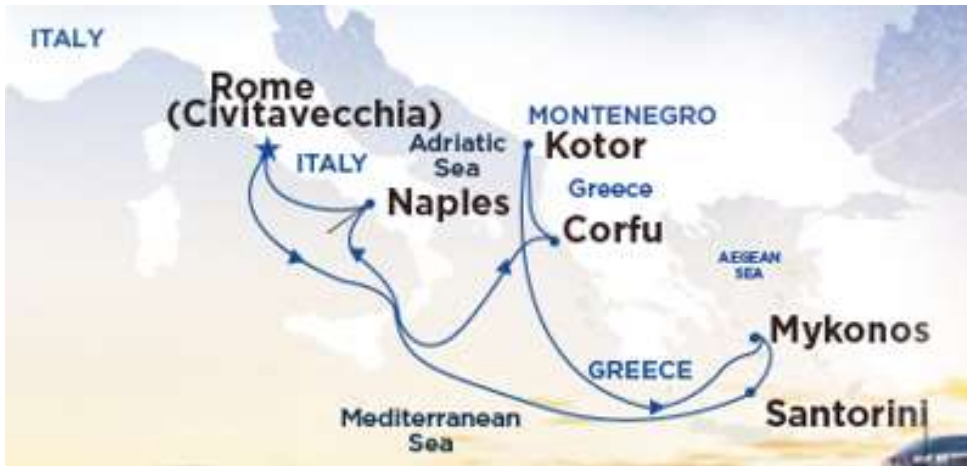 ITALY
Rome
(Civitavecchia)
ITALY
Adriatic
Sea
MONTENEGRO
Kotor
Naples
Greece
Corfu
AEGEAN
SEA
Mykonos
GREECE
Santorini
Mediterranean
Sea